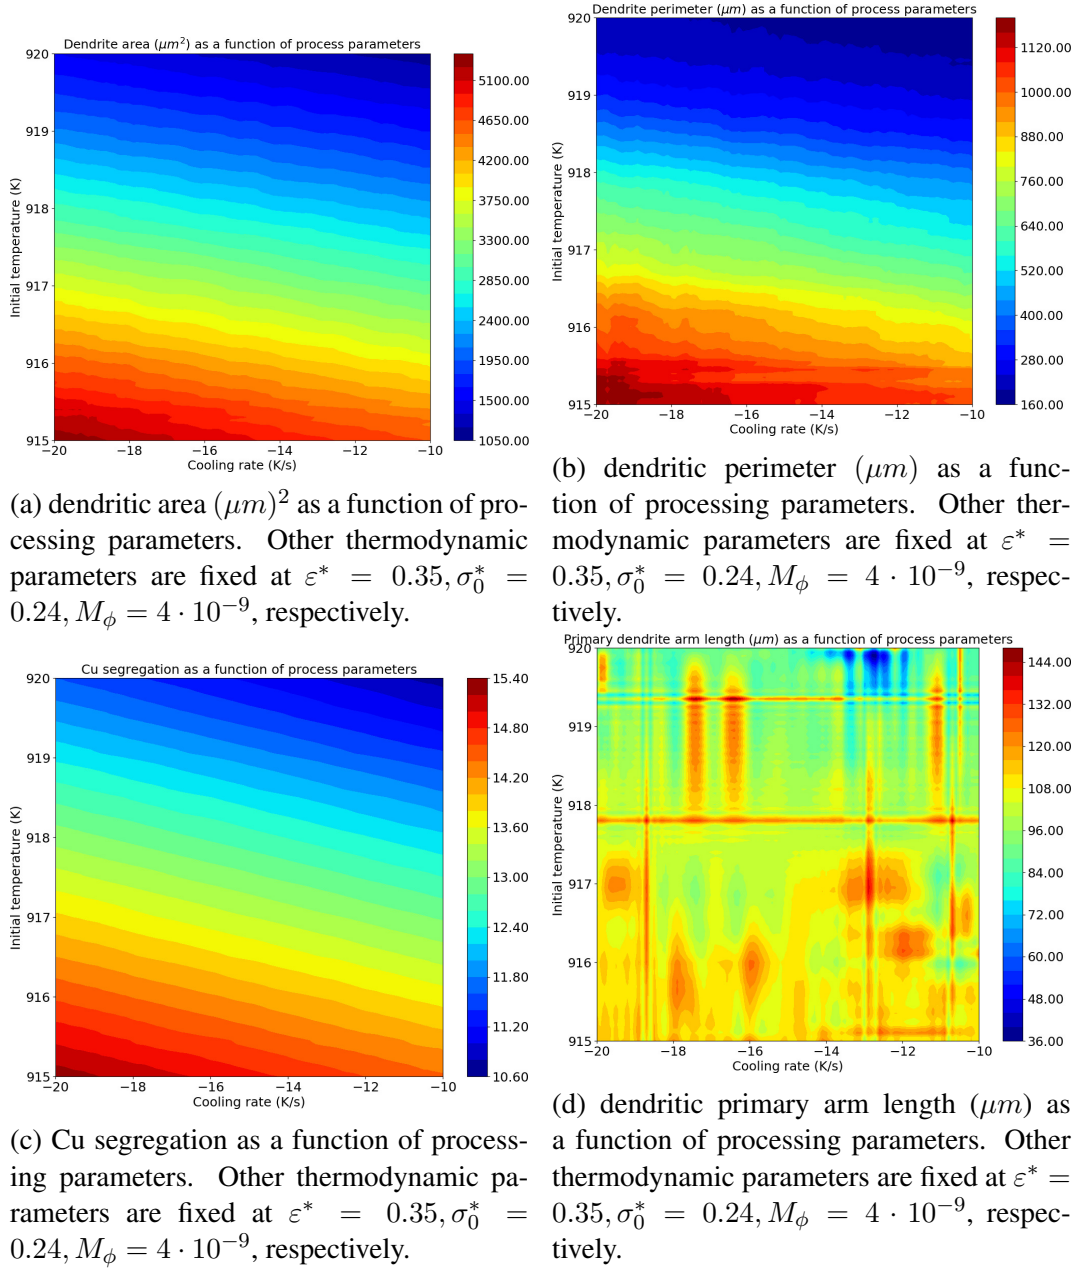 Dendrite area (μm²) as a function of process parameters
920
919
918
917
916
915
Initial temperature (K)
−20 −18 −16 −14 −12 −10
Cooling rate (K/s)
5100.00
4650.00
4200.00
3750.00
3300.00
2850.00
2400.00
1950.00
1500.00
1050.00
(a) dendritic area (μm)² as a function of pro-
cessing parameters. Other thermodynamic
parameters are fixed at ε* = 0.35, σ₀* =
0.24, M_ϕ = 4 · 10⁻⁹, respectively.
Dendrite perimeter (μm) as a function of process parameters
920
919
918
917
916
915
Initial temperature (K)
−20 −18 −16 −14 −12 −10
Cooling rate (K/s)
1120.00
1000.00
880.00
760.00
640.00
520.00
400.00
280.00
160.00
(b) dendritic perimeter (μm) as a func-
tion of processing parameters. Other ther-
modynamic parameters are fixed at ε* =
0.35, σ₀* = 0.24, M_ϕ = 4 · 10⁻⁹, respec-
tively.
Cu segregation as a function of process parameters
920
919
918
917
916
915
Initial temperature (K)
−20 −18 −16 −14 −12 −10
Cooling rate (K/s)
15.40
14.80
14.20
13.60
13.00
12.40
11.80
11.20
10.60
(c) Cu segregation as a function of process-
ing parameters. Other thermodynamic pa-
rameters are fixed at ε* = 0.35, σ₀* =
0.24, M_ϕ = 4 · 10⁻⁹, respectively.
Primary dendrite arm length (μm) as a function of process parameters
920
919
918
917
916
915
Initial temperature (K)
−20 −18 −16 −14 −12 −10
Cooling rate (K/s)
144.00
132.00
120.00
108.00
96.00
84.00
72.00
60.00
48.00
36.00
(d) dendritic primary arm length (μm) as
a function of processing parameters. Other
thermodynamic parameters are fixed at ε* =
0.35, σ₀* = 0.24, M_ϕ = 4 · 10⁻⁹, respec-
tively.